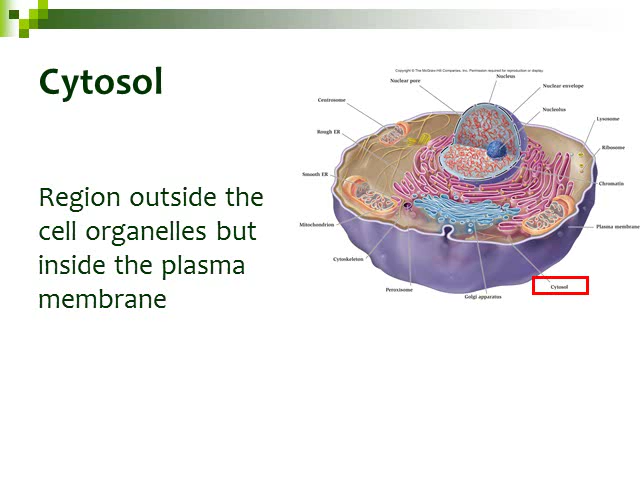 Cytosol
Region outside the
cell organelles but
inside the plasma
membrane
Copyright © The McGraw-Hill Companies, Inc. Permission required for reproduction or display.
Nucleus
Nuclear pore
Nuclear envelope
Nucleolus
Centrosome
Lysosome
Rough ER
Ribosome
Smooth ER
Chromatin
Mitochondrion
Plasma membrane
Cytoskeleton
Peroxisome
Golgi apparatus
Cytosol